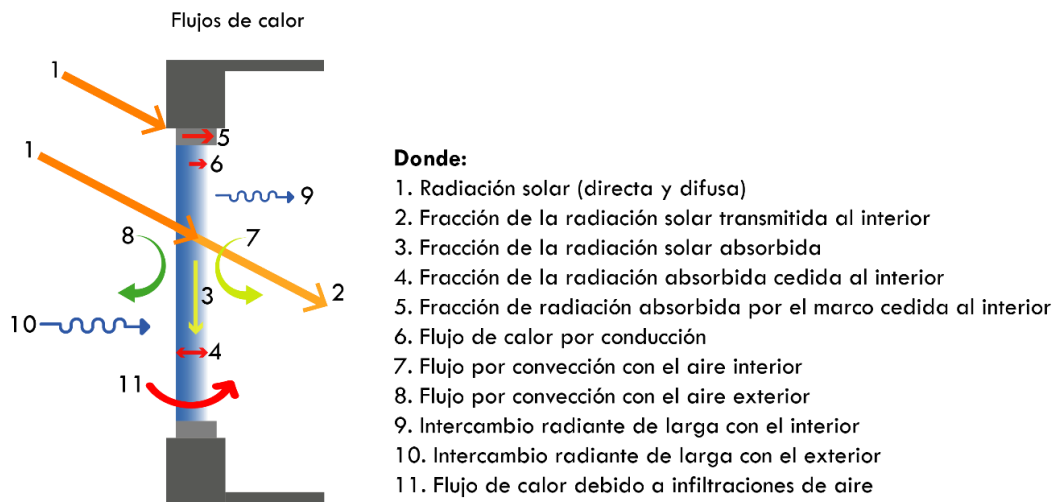 Flujos de calor
1
1
5
6
9
8
7
3
2
10
4
11
Donde:
1. Radiación solar (directa y difusa)
2. Fracción de la radiación solar transmitida al interior
3. Fracción de la radiación solar absorbida
4. Fracción de la radiación absorbida cedida al interior
5. Fracción de radiación absorbida por el marco cedida al interior
6. Flujo de calor por conducción
7. Flujo por convección con el aire interior
8. Flujo por convección con el aire exterior
9. Intercambio radiante de larga con el interior
10. Intercambio radiante de larga con el exterior
11. Flujo de calor debido a infiltraciones de aire